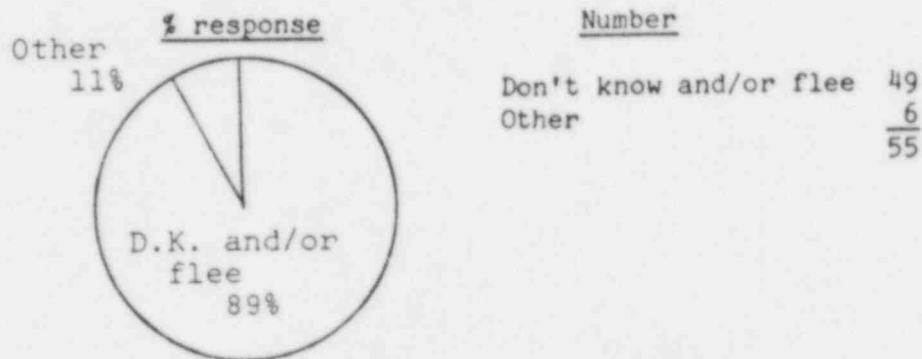 % response
Other
11%
D.K. and/or
flee
89%
Number
Don't know and/or flee 49
Other 6
55